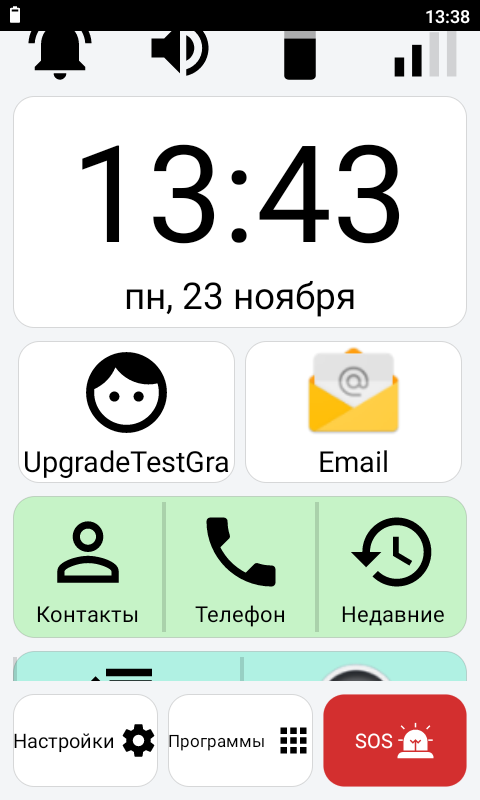 13:38
13:43
пн, 23 ноября
UpgradeTestGra
Email
Контакты
Телефон
Недавние
Настройки
Программы
SOS